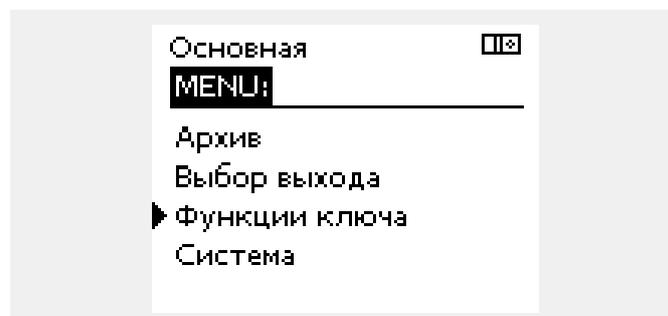 Основная
MENU:
Архив
Выбор выхода
Функции ключа
Система